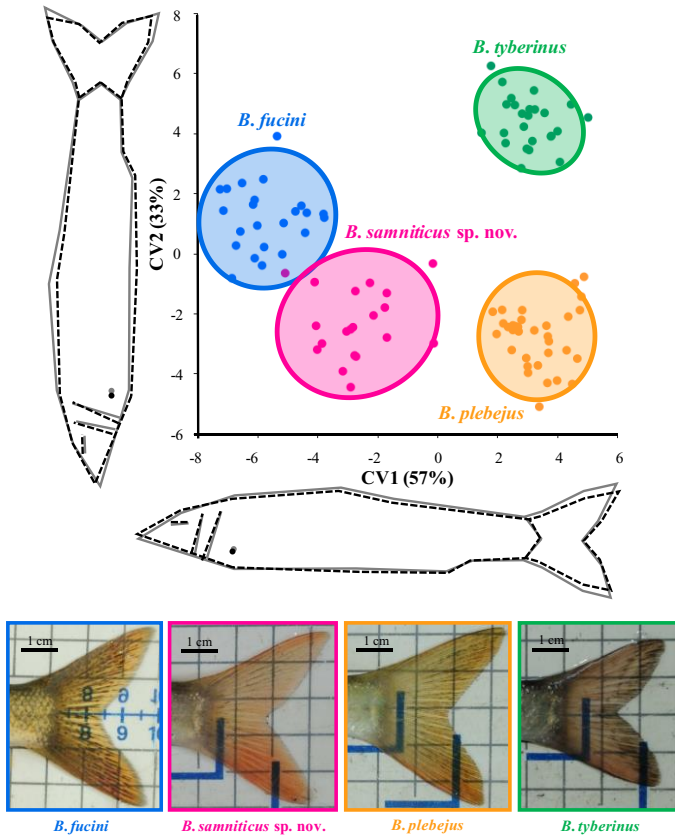 8
6
4
2
0
-2
-4
-6
CV2 (33%)
B. tyberinus
B. fucini
B. samniticus sp. nov.
B. plebejus
-8 -6 -4 -2 0 2 4 6
CV1 (57%)
1 cm
1 cm
1 cm
1 cm
B. fucini
B. samniticus sp. nov.
B. plebejus
B. tyberinus